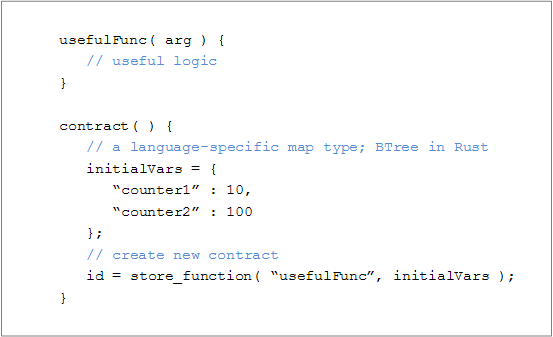 usefulFunc( arg ) {
// useful logic
}
contract( ) {
// a language-specific map type; BTree in Rust
initialVars = {
“counter1” : 10,
“counter2” : 100
};
// create new contract
id = store_function( “usefulFunc”, initialVars );
}